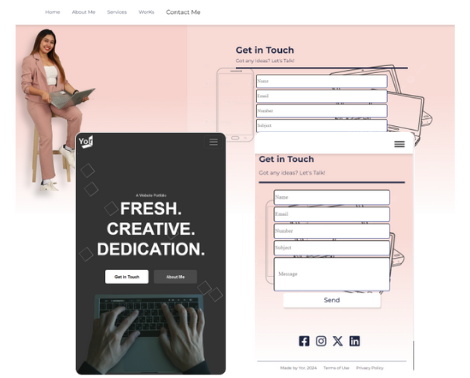 Home About Me Services Works Contact Me
Get in Touch
Got any ideas? Let's Talk!
Name
Email
Number
Subject
Yo!
A Website Portfolio
FRESH.
CREATIVE.
DEDICATION.
Get in Touch About Me
Get in Touch
Got any ideas? Let's Talk!
Name
Email
Number
Subject
Message
Send
Made by Yo! 2024 Terms of Use Privacy Policy